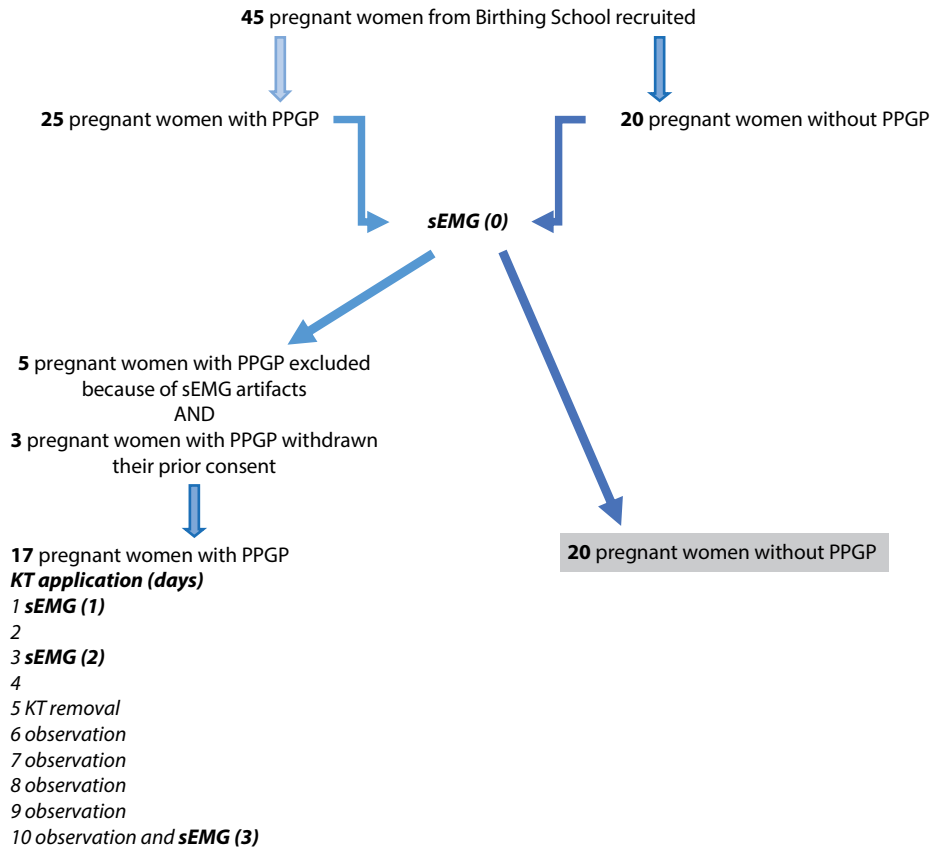 45 pregnant women from Birthing School recruited
25 pregnant women with PPGP
20 pregnant women without PPGP
sEMG (0)
5 pregnant women with PPGP excluded
because of sEMG artifacts
AND
3 pregnant women with PPGP withdrawn
their prior consent
17 pregnant women with PPGP
20 pregnant women without PPGP
KT application (days)
1 sEMG (1)
2
3 sEMG (2)
4
5 KT removal
6 observation
7 observation
8 observation
9 observation
10 observation and sEMG (3)